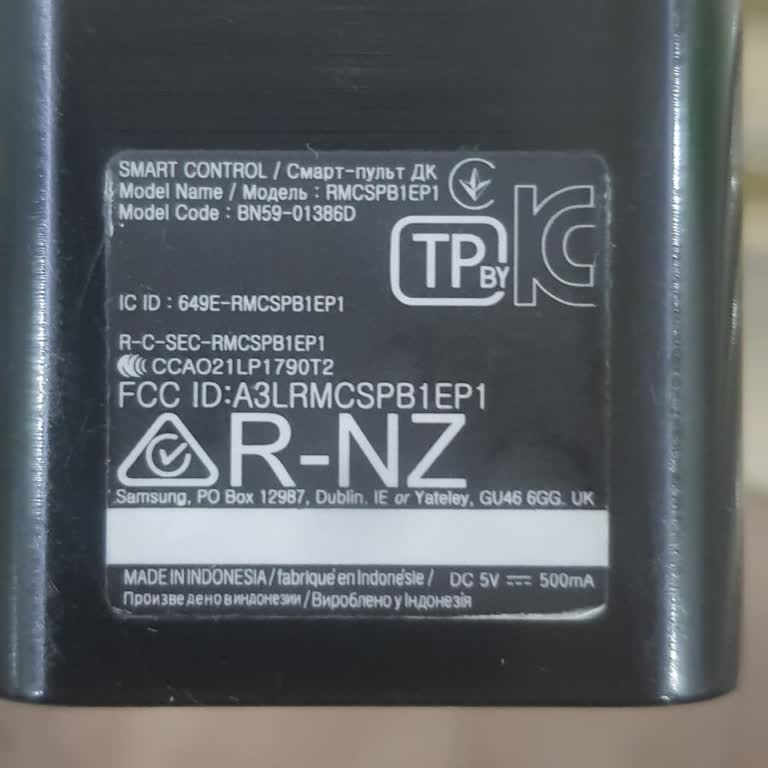 SMART CONTROL / Смарт-пульт ДК
Model Name / Модель : RMCSPB1EP1
Model Code : BN59-01386D
TP BY
IC ID : 649E-RMCSPB1EP1
R-C-SEC-RMCSPB1EP1
CCAO21LP1790T2
FCC ID:A3LRMCSPB1EP1
R-NZ
Samsung, PO Box 12987, Dublin. IE or Yateley, GU46 6GG. UK
MADE IN INDONESIA / fabriqué en Indonésie / DC 5V ⎓ 500mA
Произведено в индонезии / Вироблено у Індонезія